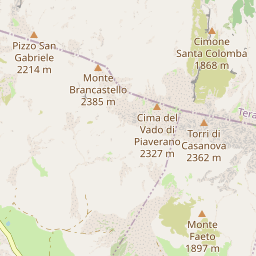 Pizzo San
Gabriele
2214 m
Cimone
Santa Colomba
1868 m
Monte
Brancastello
2385 m
Tera
Cima del
Vado di
Piaverano
2327 m
Torri di
Casanova
2362 m
Monte
Faeto
1897 m